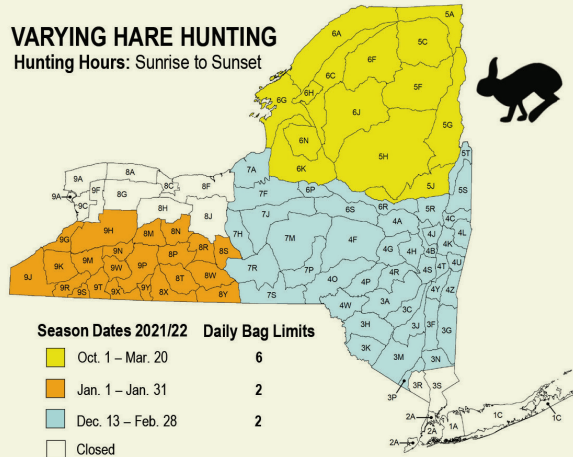 VARYING HARE HUNTING
Hunting Hours: Sunrise to Sunset
5A
6A
5C
6F
6C
5F
6H
6G
6J
5G
6N
5H
5T
6K
5J
5S
7A
9A
8A
9F
8C
8F
7F
6P
9A
8G
9C
8H
8J
7J
6S
6R
5R
4C
9G
9H
8M
8N
7H
7M
4F
4A
4J
4L
8R
8S
4G
4H
4B
4K
9N
9K
9M
9P
9W
8P
7R
7P
4P
4R
4S
4T
4U
9J
8T
8W
4O
4Y
4Z
9R
9S
9T
9X
9Y
8X
8Y
7S
4W
3A
3C
3H
3J
3F
3G
3K
3M
3N
3R
3S
3P
2A
2A
2A
1A
1C
1C
Season Dates 2021/22 Daily Bag Limits
Oct. 1 – Mar. 20 6
Jan. 1 – Jan. 31 2
Dec. 13 – Feb. 28 2
Closed